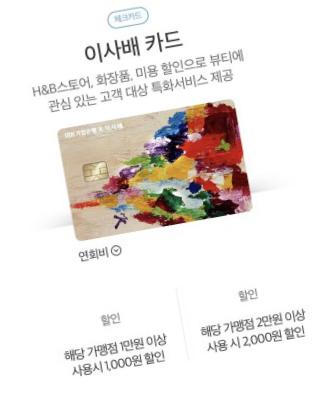 체크카드
이사배 카드
H&B스토어, 화장품, 미용 할인으로 뷰티에
관심 있는 고객 대상 특화서비스 제공
IBK기업은행 X 이사배
연회비
할인
해당 가맹점 1만원 이상
사용시 1,000원 할인
할인
해당 가맹점 2만원 이상
사용 시 2,000원 할인